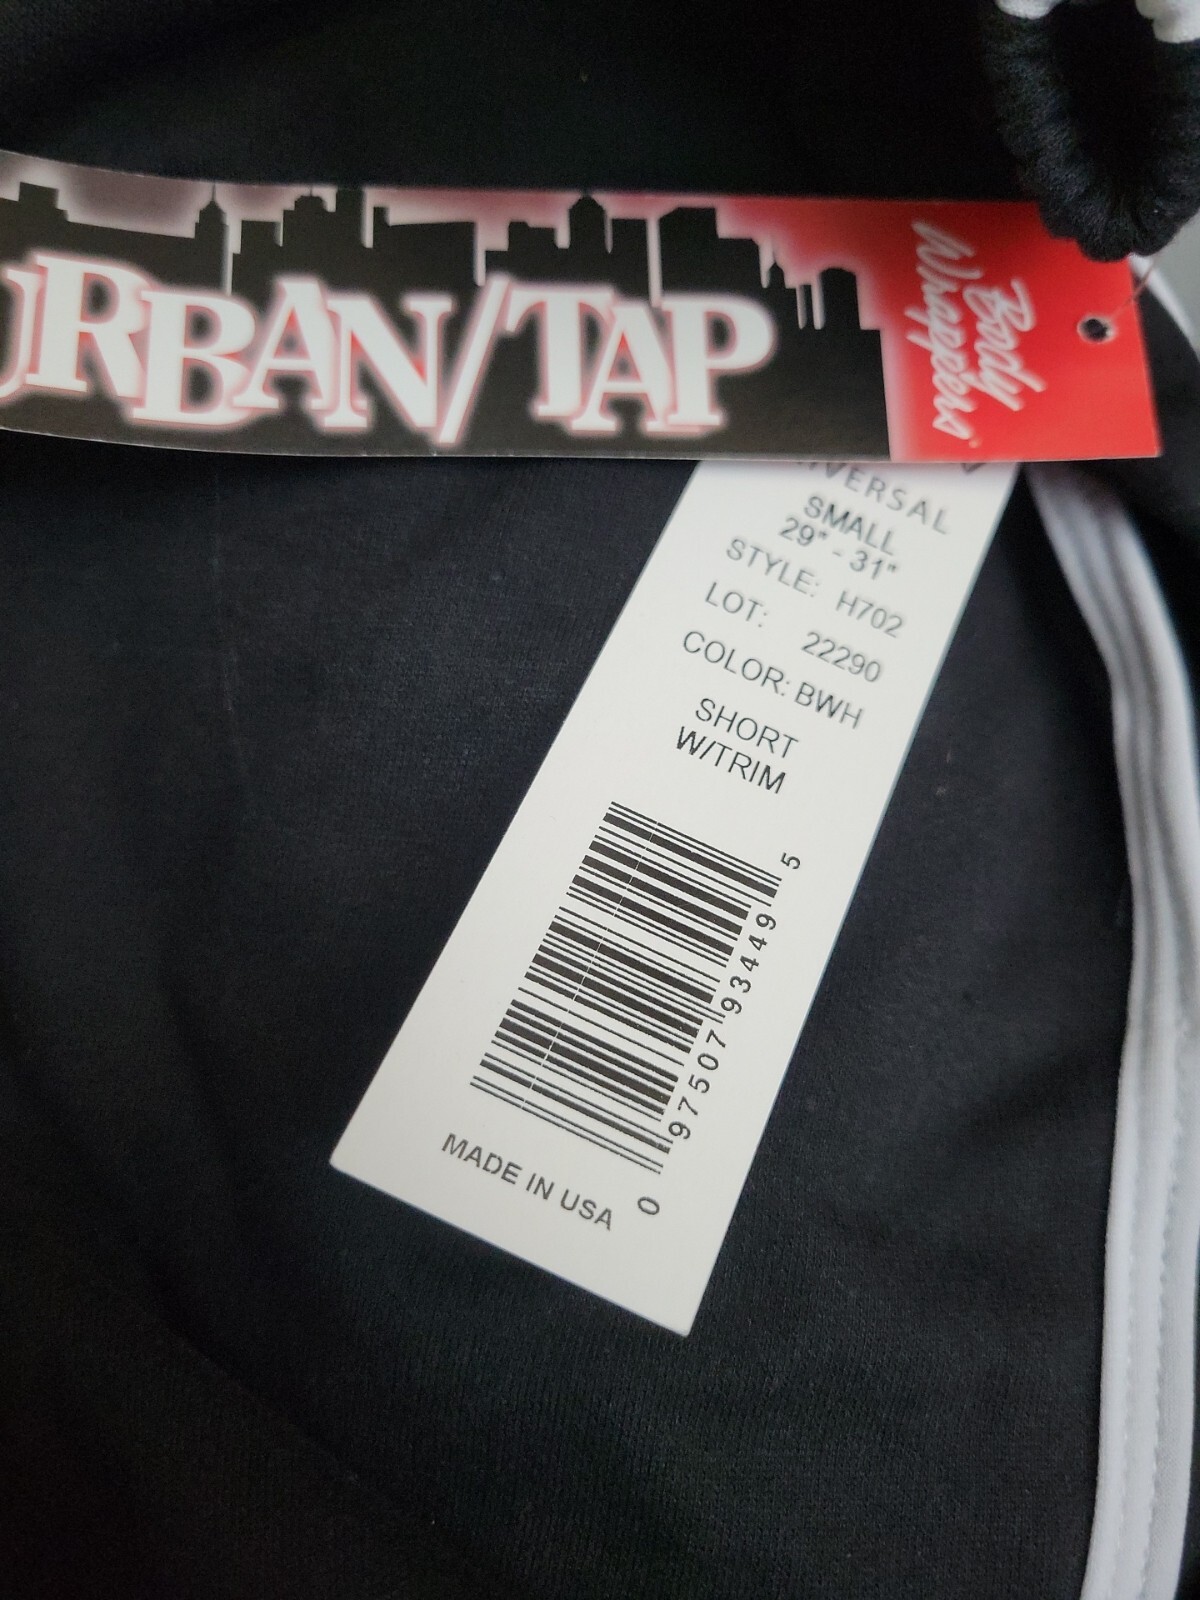 URBAN/TAP
Body
Wrappers
UNIVERSAL
SMALL
29" - 31"
STYLE: H702
LOT: 22290
COLOR: BWH
SHORT
W/TRIM
0 97507 93449 5
MADE IN USA